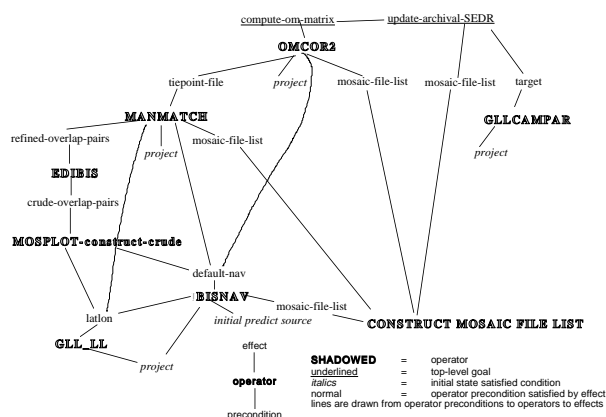 compute-om-matrix update-archival-SEDR
OMCOR2
tiepoint-file project mosaic-file-list mosaic-file-list target
MANMATCH GLLCAMPAR
refined-overlap-pairs project mosaic-file-list project
EDIBIS
crude-overlap-pairs
MOSPLOT-construct-crude
default-nav
latlon BISNAV mosaic-file-list
initial predict source CONSTRUCT MOSAIC FILE LIST
GLL_LL
project
effect
operator
precondition
SHADOWED = operator
underlined = top-level goal
italics = initial state satisfied condition
normal = operator precondition satisfied by effect
lines are drawn from operator preconditions to operators to effects